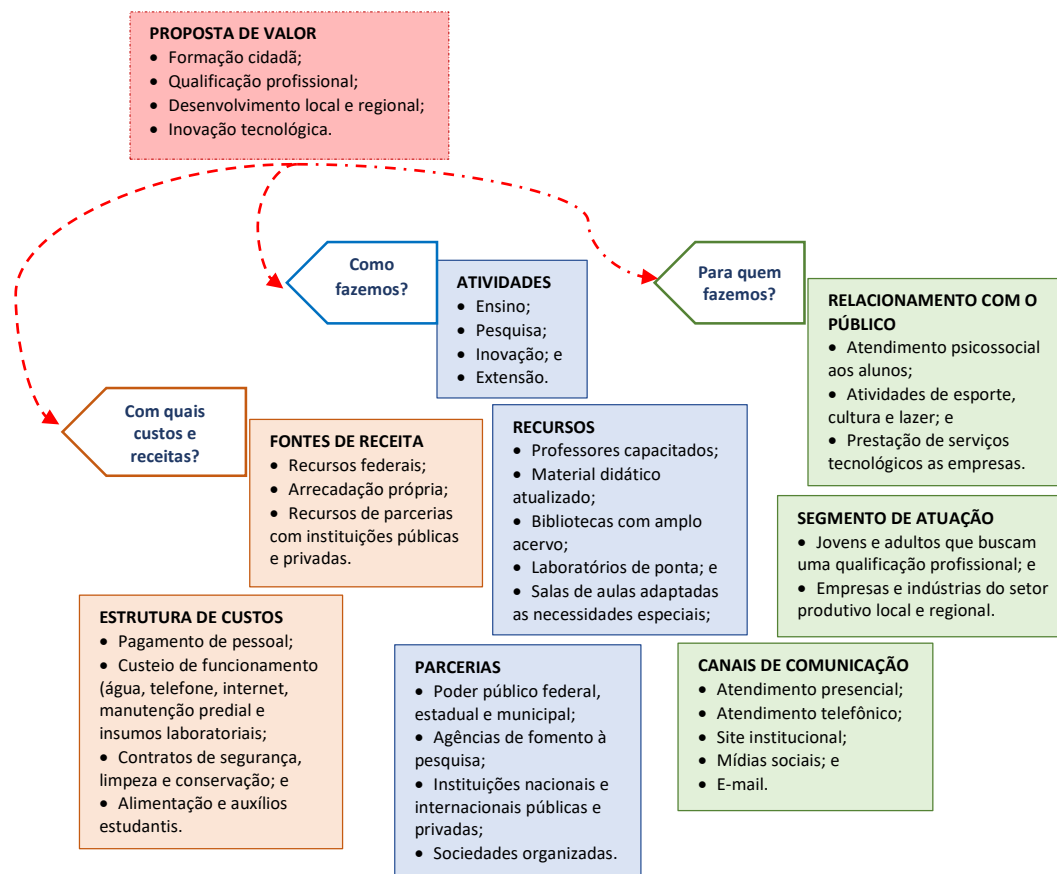 PROPOSTA DE VALOR
• Formação cidadã;
• Qualificação profissional;
• Desenvolvimento local e regional;
• Inovação tecnológica.
Como
fazemos?
ATIVIDADES
• Ensino;
• Pesquisa;
• Inovação; e
• Extensão.
Para quem
fazemos?
RELACIONAMENTO COM O
PÚBLICO
• Atendimento psicossocial
aos alunos;
• Atividades de esporte,
cultura e lazer; e
• Prestação de serviços
tecnológicos as empresas.
Com quais
custos e
receitas?
FONTES DE RECEITA
• Recursos federais;
• Arrecadação própria;
• Recursos de parcerias
com instituições públicas
e privadas.
RECURSOS
• Professores capacitados;
• Material didático
atualizado;
• Bibliotecas com amplo
acervo;
• Laboratórios de ponta; e
• Salas de aulas adaptadas
as necessidades especiais;
SEGMENTO DE ATUAÇÃO
• Jovens e adultos que buscam
uma qualificação profissional; e
• Empresas e indústrias do setor
produtivo local e regional.
ESTRUTURA DE CUSTOS
• Pagamento de pessoal;
• Custeio de funcionamento
(água, telefone, internet,
manutenção predial e
insumos laboratoriais;
• Contratos de segurança,
limpeza e conservação; e
• Alimentação e auxílios
estudantis.
PARCERIAS
• Poder público federal,
estadual e municipal;
• Agências de fomento à
pesquisa;
• Instituições nacionais e
internacionais públicas e
privadas;
• Sociedades organizadas.
CANAIS DE COMUNICAÇÃO
• Atendimento presencial;
• Atendimento telefônico;
• Site institucional;
• Mídias sociais; e
• E-mail.